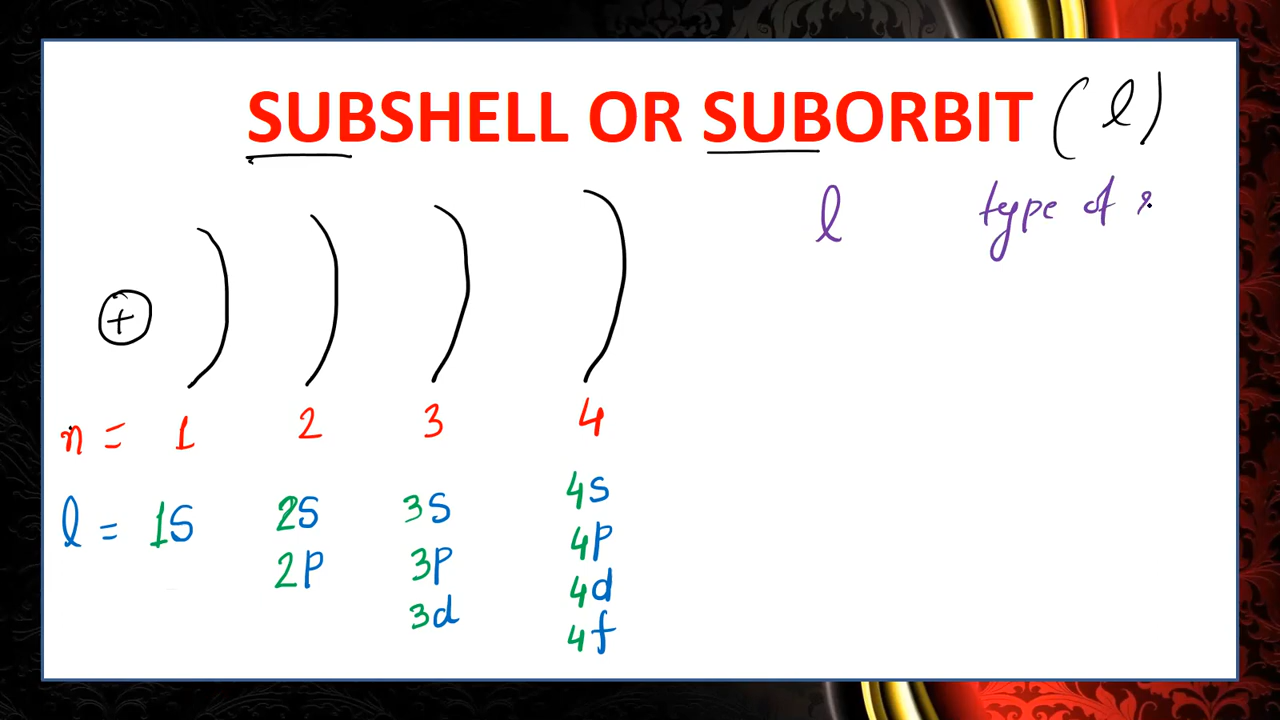 SUBSHELL OR SUBORBIT (l)
l type of
+
n = 1 2 3 4
l = 1s 2s 3s 4s
2p 3p 4p
3d 4d
4f